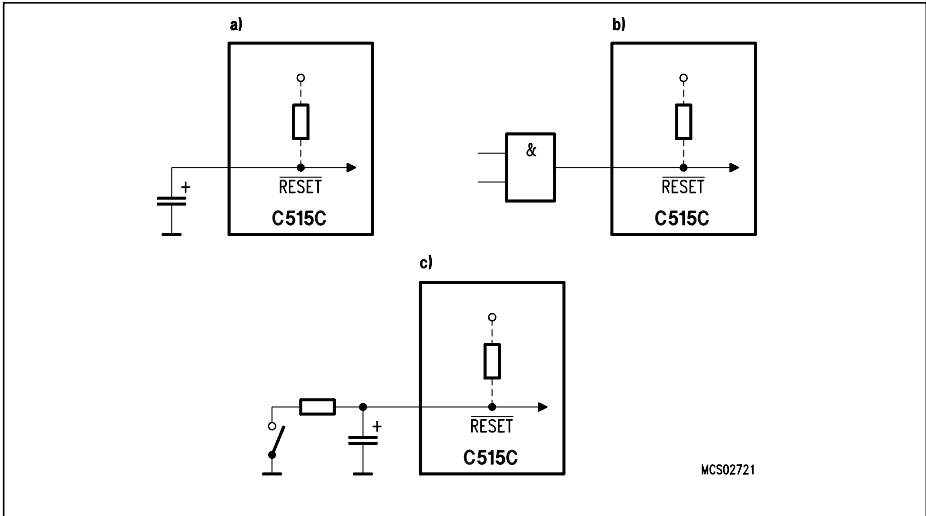 a)
RESET
C515C
+
b)
&
RESET
C515C
c)
RESET
C515C
+
MCS02721